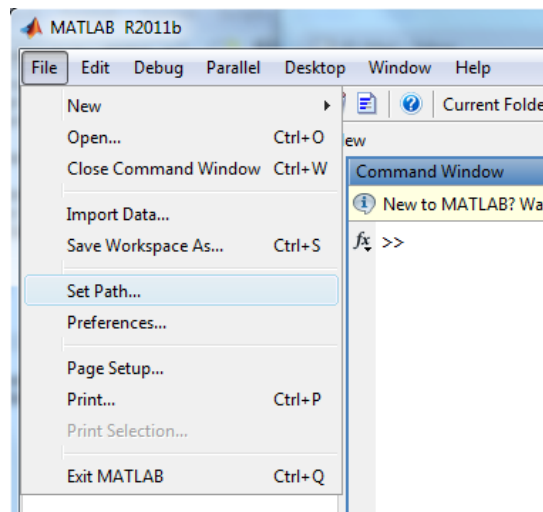 MATLAB R2011b
File Edit Debug Parallel Desktop Window Help
Current Folde
New
ew
Open... Ctrl+O
Close Command Window Ctrl+W
Command Window
New to MATLAB? Wa
Import Data...
Save Workspace As... Ctrl+S
fx >>
Set Path...
Preferences...
Page Setup...
Print... Ctrl+P
Print Selection...
Exit MATLAB Ctrl+Q